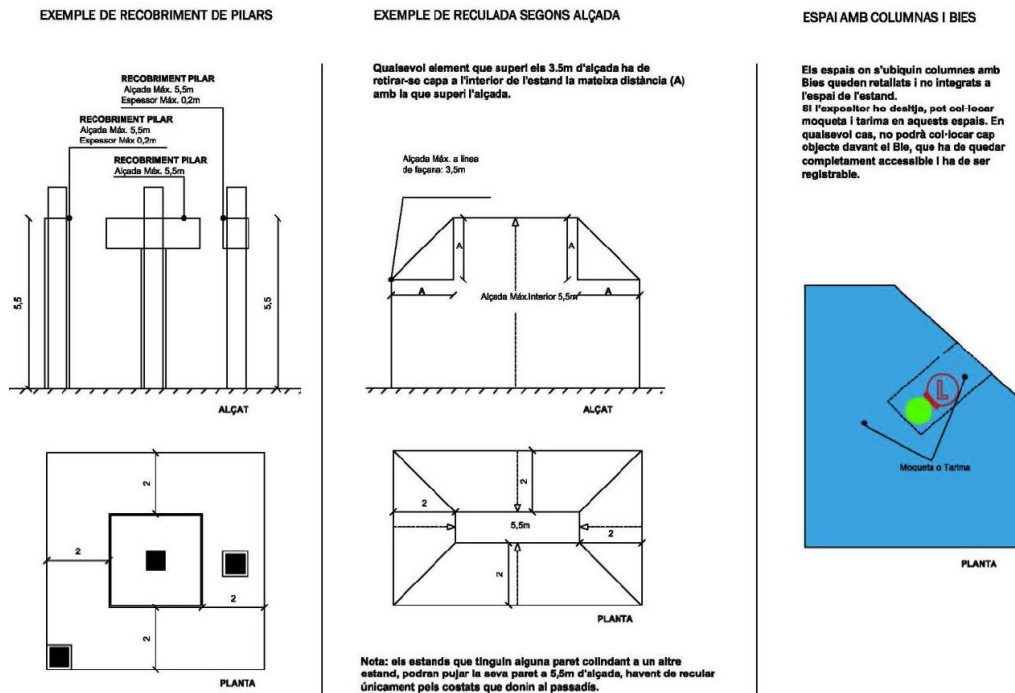 EXEMPLE DE RECOBRIMENT DE PILARS
RECOBRIMENT PILAR
Alçada Máx. 5,5m
Espessor Máx. 0,2m
RECOBRIMENT PILAR
Alçada Máx. 5,5m
Espessor Máx 0,2m
RECOBRIMENT PILAR
Alçada Máx. 5,5m
5,5
5,5
ALÇAT
2
2
2
2
PLANTA
EXEMPLE DE RECULADA SEGONS ALÇADA
Qualsevol element que superi els 3.5m d'alçada ha de
retirar-se capa a l'interior de l'estand la mateixa distància (A)
amb la que superi l'alçada.
Alçada Máx. a línea
de façana: 3,5m
A
A
A
A
Alçada Máx.Interior 5,5m
ALÇAT
2
2
5,5m
2
2
PLANTA
Nota: els estands que tinguin alguna paret colindant a un altre
estand, podran pujar la seva paret a 5,5m d'alçada, havent de recular
únicament pels costats que donin al passadís.
ESPAI AMB COLUMNAS I BIES
Els espais on s'ubiquin columnes amb
Bies queden retallats i no integrats a
l'espai de l'estand.
Si l'expositor ho desitja, pot col·locar
moqueta i tarima en aquests espais. En
qualsevol cas, no podrà col·locar cap
objecte davant el Bie, que ha de quedar
completament accessible i ha de ser
registrable.
L
Moqueta o Tarima
PLANTA